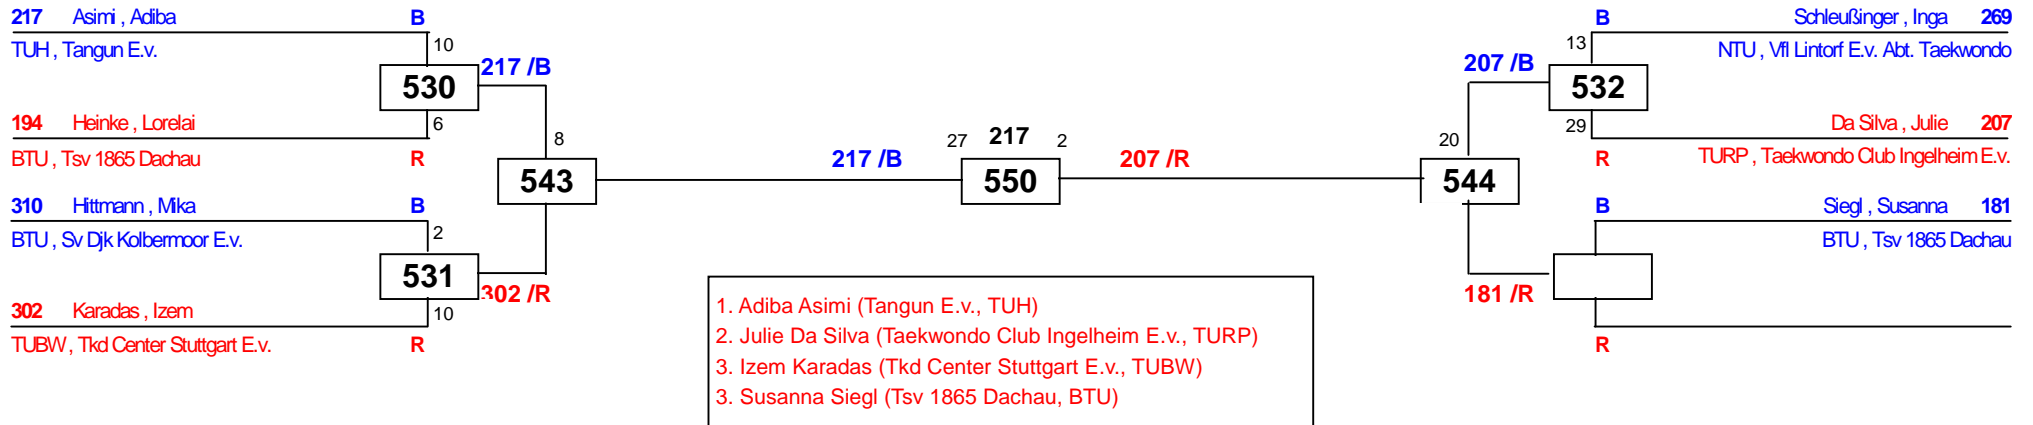 217 Asimi , Adiba B
TUH , Tangun E.v.
10
530
217 /B
6
194 Heinke , Lorelai
BTU , Tsv 1865 Dachau R
8
543
310 Hittmann , Mika B
BTU , Sv Djk Kolbermoor E.v.
2
531
302 /R
10
302 Karadas , Izem
TUBW , Tkd Center Stuttgart E.v. R
217 /B
27 217 2
550
207 /R
B Schleußinger , Inga 269
13
NTU , Vfl Lintorf E.v. Abt. Taekwondo
207 /B
532
29
Da Silva , Julie 207
R TURP , Taekwondo Club Ingelheim E.v.
20
544
B Siegl , Susanna 181
BTU , Tsv 1865 Dachau
181 /R
R
1. Adiba Asimi (Tangun E.v., TUH)
2. Julie Da Silva (Taekwondo Club Ingelheim E.v., TURP)
3. Izem Karadas (Tkd Center Stuttgart E.v., TUBW)
3. Susanna Siegl (Tsv 1865 Dachau, BTU)